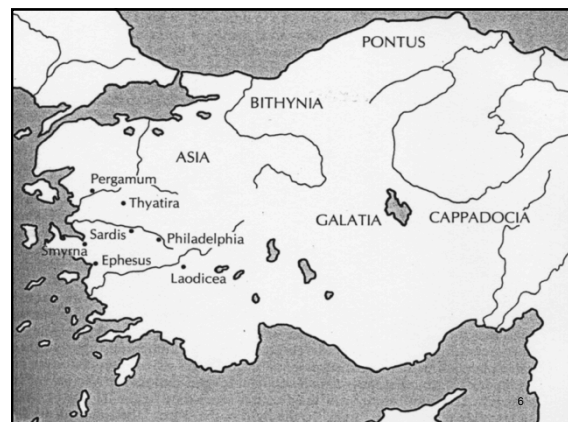 PONTUS
BITHYNIA
ASIA
Pergamum
Thyatira
GALATIA
CAPPADOCIA
Sardis
Philadelphia
Smyrna
Ephesus
Laodicea
6